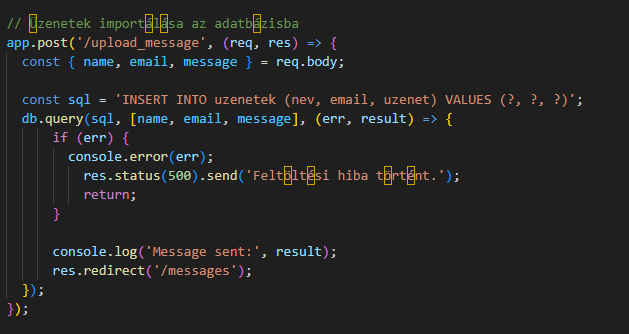 // Üzenetek importálása az adatbázisba
app.post('/upload_message', (req, res) => {
  const { name, email, message } = req.body;

  const sql = 'INSERT INTO uzenetek (nev, email, uzenet) VALUES (?, ?, ?)';
  db.query(sql, [name, email, message], (err, result) => {
      if (err) {
        console.error(err);
          res.status(500).send('Feltöltési hiba történt.');
          return;
      }

      console.log('Message sent:', result);
      res.redirect('/messages');
  });
});